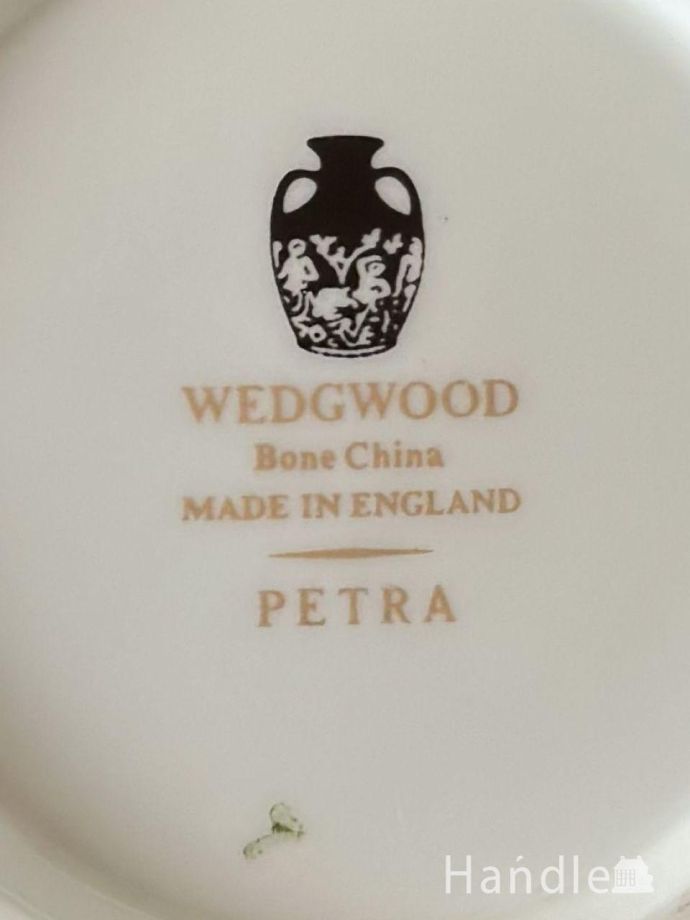 WEDGWOOD
Bone China
MADE IN ENGLAND
PETRA
Handle